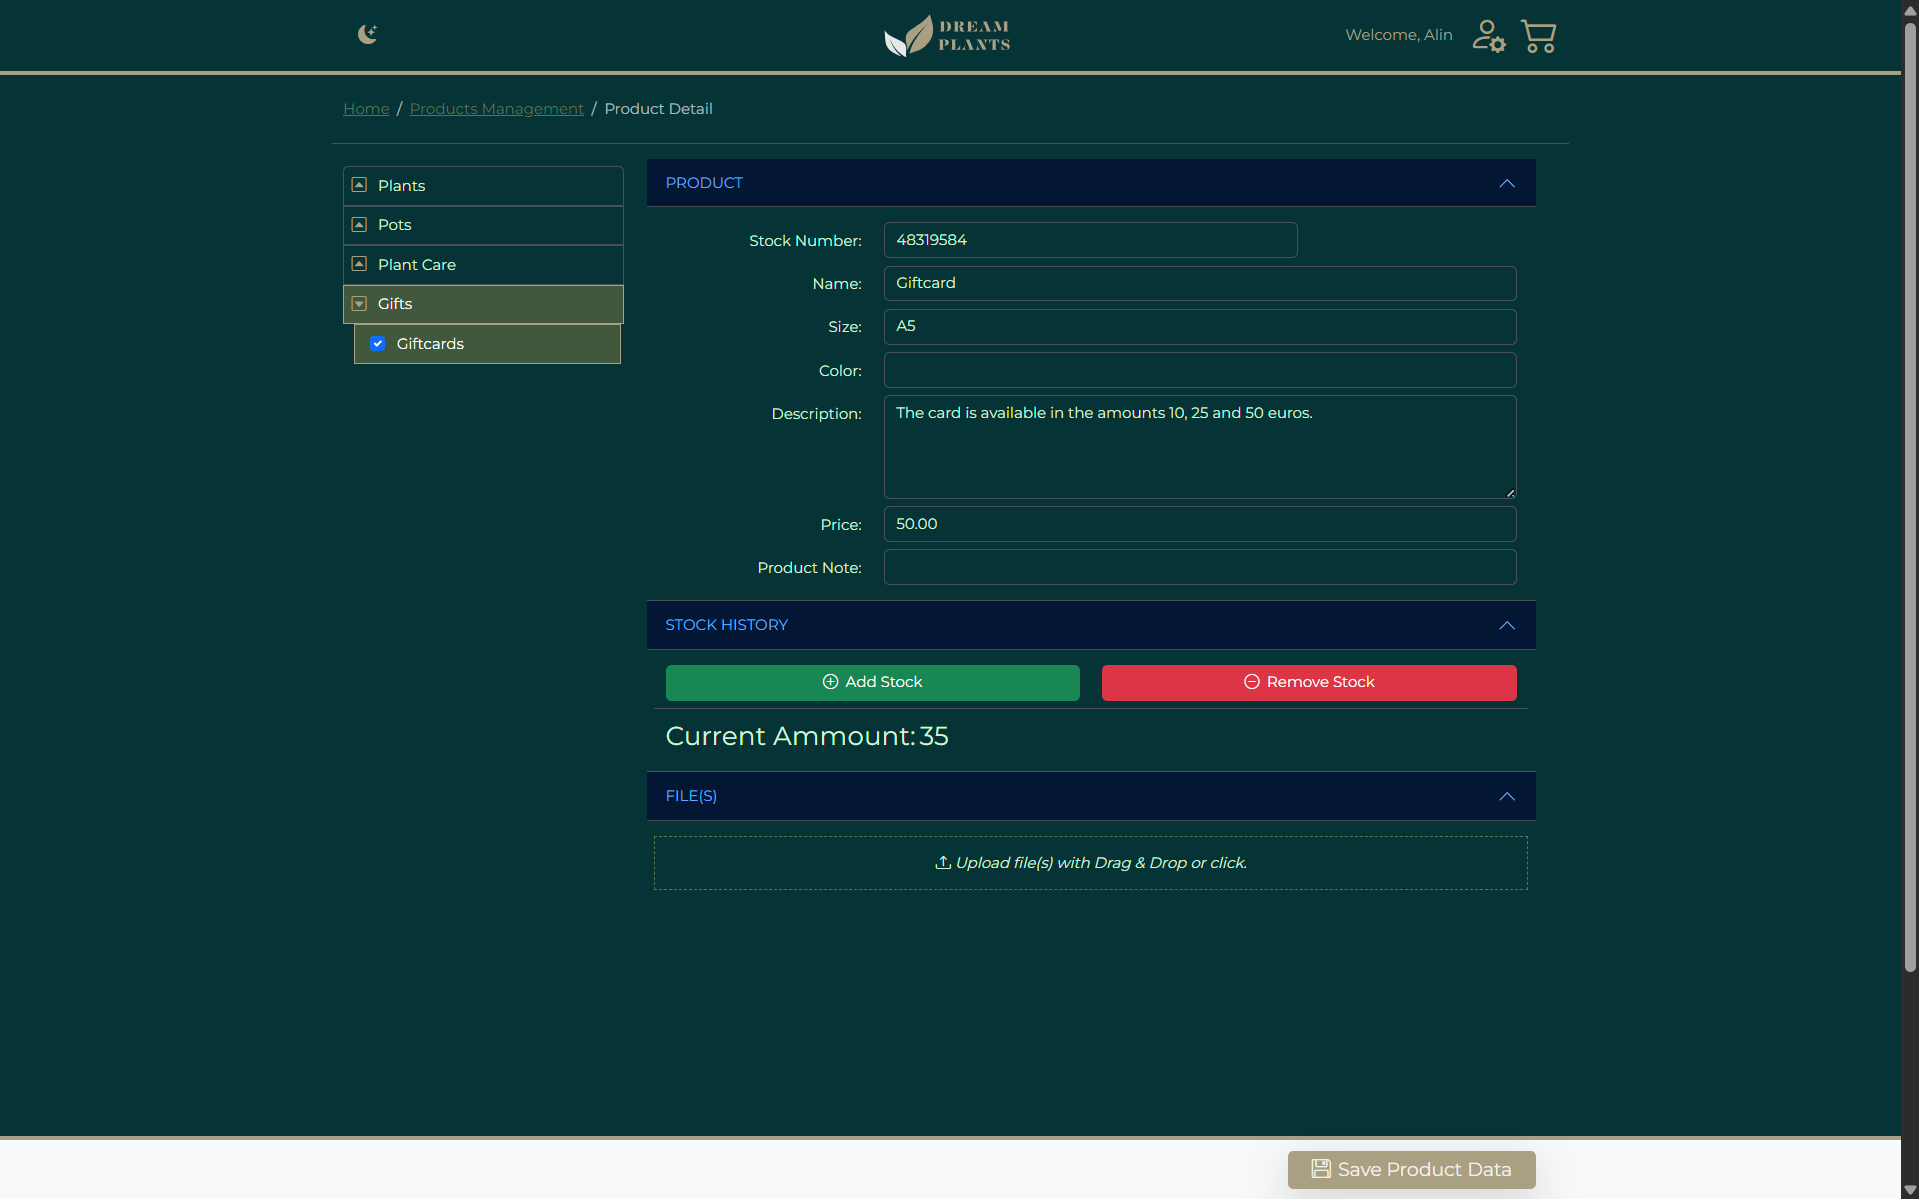 DREAM
PLANTS
Welcome, Alin
Home / Products Management / Product Detail
Plants
Pots
Plant Care
Gifts
Giftcards
PRODUCT
Stock Number: 48319584
Name: Giftcard
Size: A5
Color:
Description: The card is available in the amounts 10, 25 and 50 euros.
Price: 50.00
Product Note:
STOCK HISTORY
Add Stock Remove Stock
Current Ammount: 35
FILE(S)
Upload file(s) with Drag & Drop or click.
Save Product Data